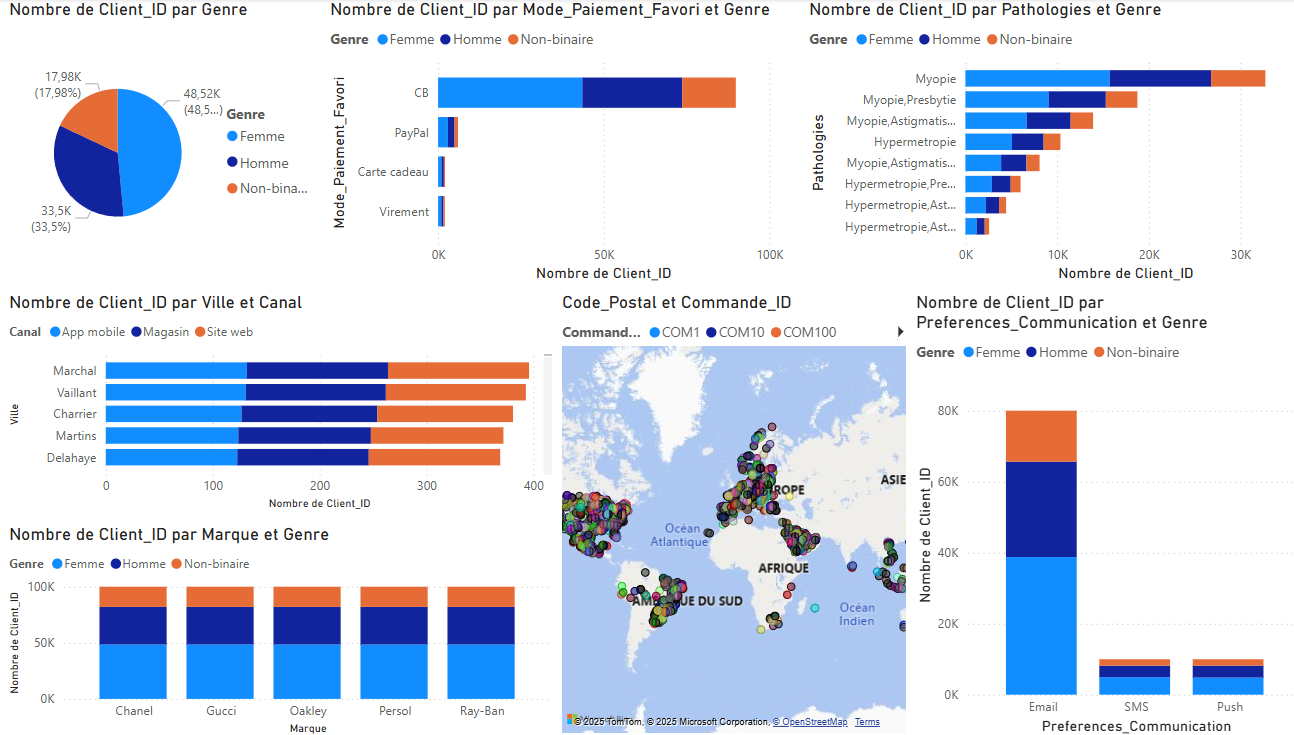 Nombre de Client_ID par Genre
17,98K
(17,98%)
48,52K
(48,5...)
33,5K
(33,5%)
Genre
Femme
Homme
Non-bina...
Nombre de Client_ID par Mode_Paiement_Favori et Genre
Genre Femme Homme Non-binaire
Mode_Paiement_Favori
CB
PayPal
Carte cadeau
Virement
0K 50K 100K
Nombre de Client_ID
Nombre de Client_ID par Pathologies et Genre
Genre Femme Homme Non-binaire
Pathologies
Myopie
Myopie,Presbytie
Myopie,Astigmatis...
Hypermetropie
Myopie,Astigmatis...
Hypermetropie,Pre...
Hypermetropie,Ast...
Hypermetropie,Ast...
0K 10K 20K 30K
Nombre de Client_ID
Nombre de Client_ID par Ville et Canal
Canal App mobile Magasin Site web
Ville
Marchal
Vaillant
Charrier
Martins
Delahaye
0 100 200 300 400
Nombre de Client_ID
Nombre de Client_ID par Marque et Genre
Genre Femme Homme Non-binaire
Nombre de Client_ID
100K
50K
0K
Chanel Gucci Oakley Persol Ray-Ban
Marque
Code_Postal et Commande_ID
Command... COM1 COM10 COM100
ASIE
Océan
Atlantique
AFRIQUE
DU SUD
Océan
Indien
© 2025 TomTom, © 2025 Microsoft Corporation, © OpenStreetMap Terms
Nombre de Client_ID par
Preferences_Communication et Genre
Genre Femme Homme Non-binaire
Nombre de Client_ID
80K
60K
40K
20K
0K
Email SMS Push
Preferences_Communication